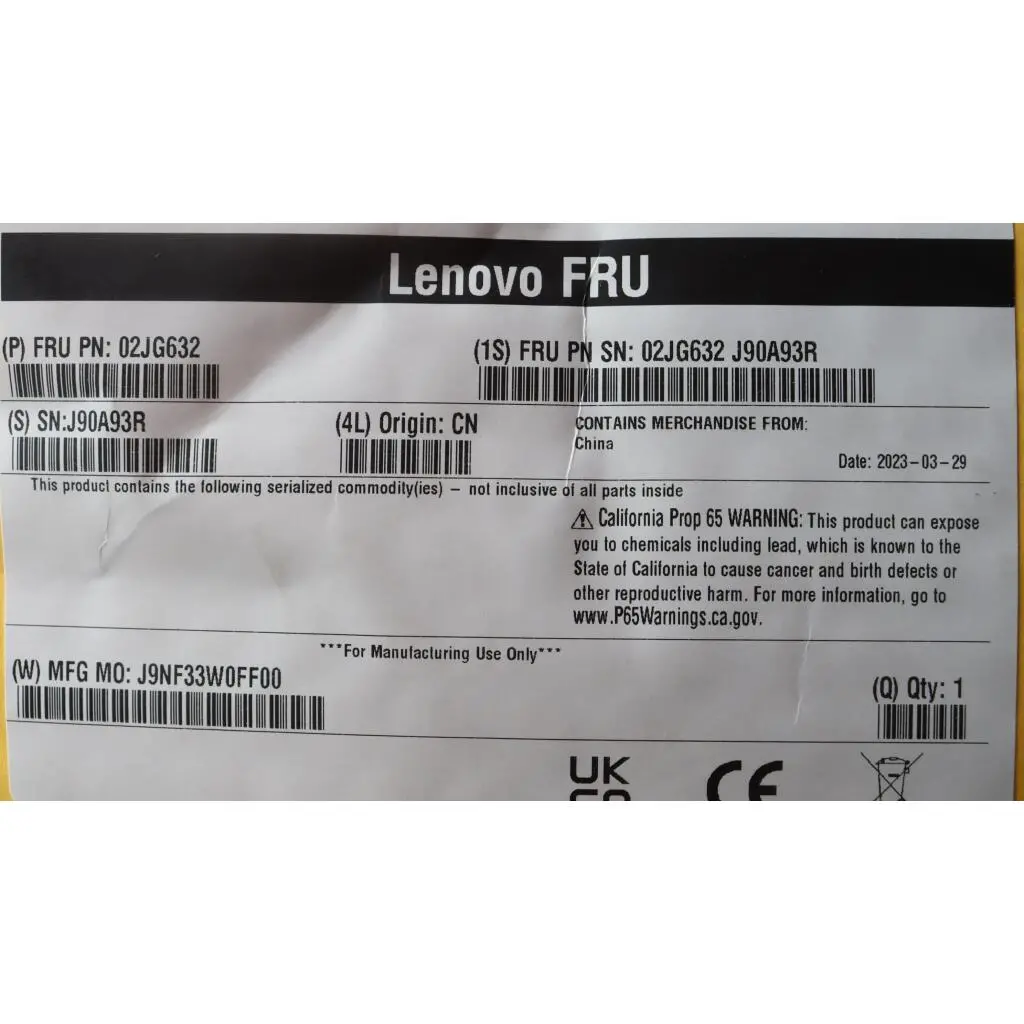 Lenovo FRU
(P) FRU PN: 02JG632
(1S) FRU PN SN: 02JG632 J90A93R
(S) SN:J90A93R
(4L) Origin: CN
CONTAINS MERCHANDISE FROM:
China
Date: 2023-03-29
This product contains the following serialized commodity(ies) – not inclusive of all parts inside
⚠ California Prop 65 WARNING: This product can expose
you to chemicals including lead, which is known to the
State of California to cause cancer and birth defects or
other reproductive harm. For more information, go to
www.P65Warnings.ca.gov.
***For Manufacturing Use Only***
(W) MFG MO: J9NF33W0FF00
(Q) Qty: 1
UK
CA
CE